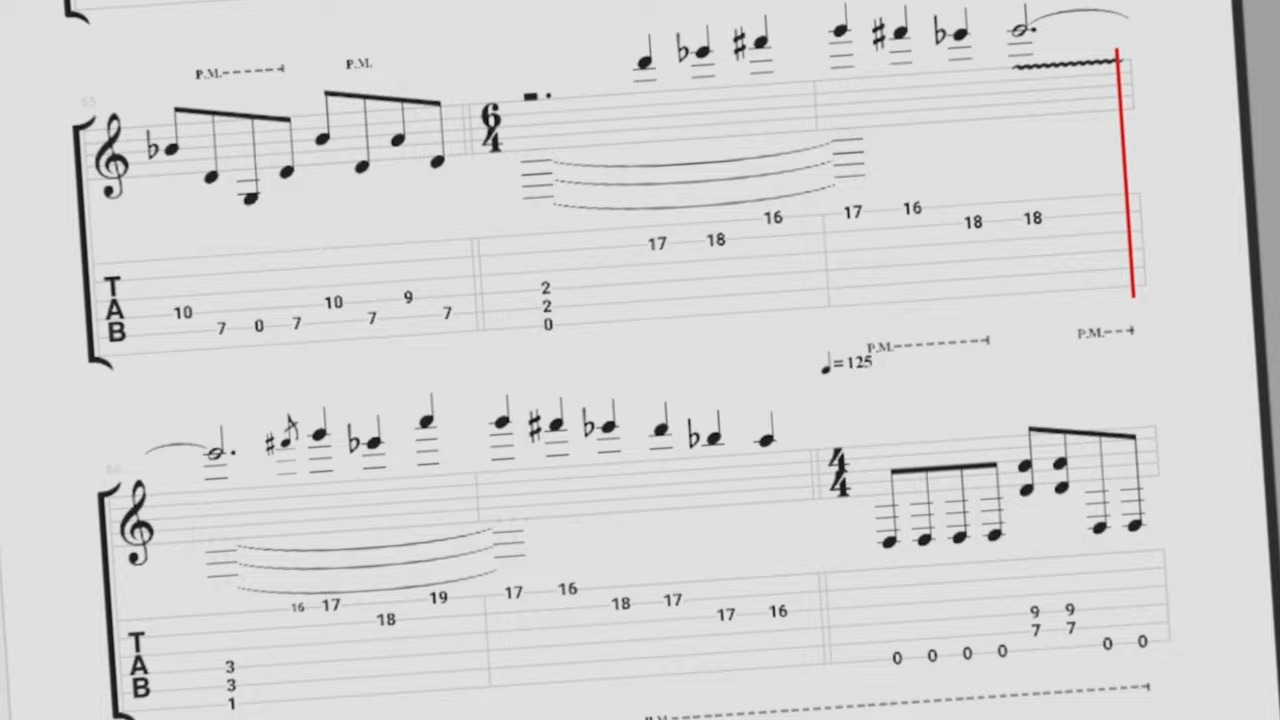 P.M. P.M.
55
6
4
17 16
16 18 18
17 18
T 10 10 9 2
A 7 0 7 7 7 2
B 0
P.M. P.M.
♩=125
4
4
16 17 19 17 16
18 18 17 17 16
T 3 9 9
A 3 7 7
B 1 0 0 0 0 0 0
P.M.